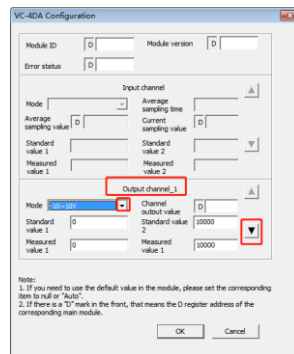 VC-4DA Configuration
Module ID D Module version D
Error status D
Input channel
Mode Average sampling time
Average sampling value D Current sampling value D
Standard value 1 Standard value 2
Measured value 1 Measured value 2
Output channel_1
Mode -10~10V Channel output value D
Standard value 1 0 Standard value 2 10000
Measured value 1 0 Measured value 1 10000
Note:
1. If you need to use the default value in the module, please set the corresponding
item to null or "Auto".
2. If there is a "D" mark in the front, that means the D register address of the
corresponding main module.
OK Cancel